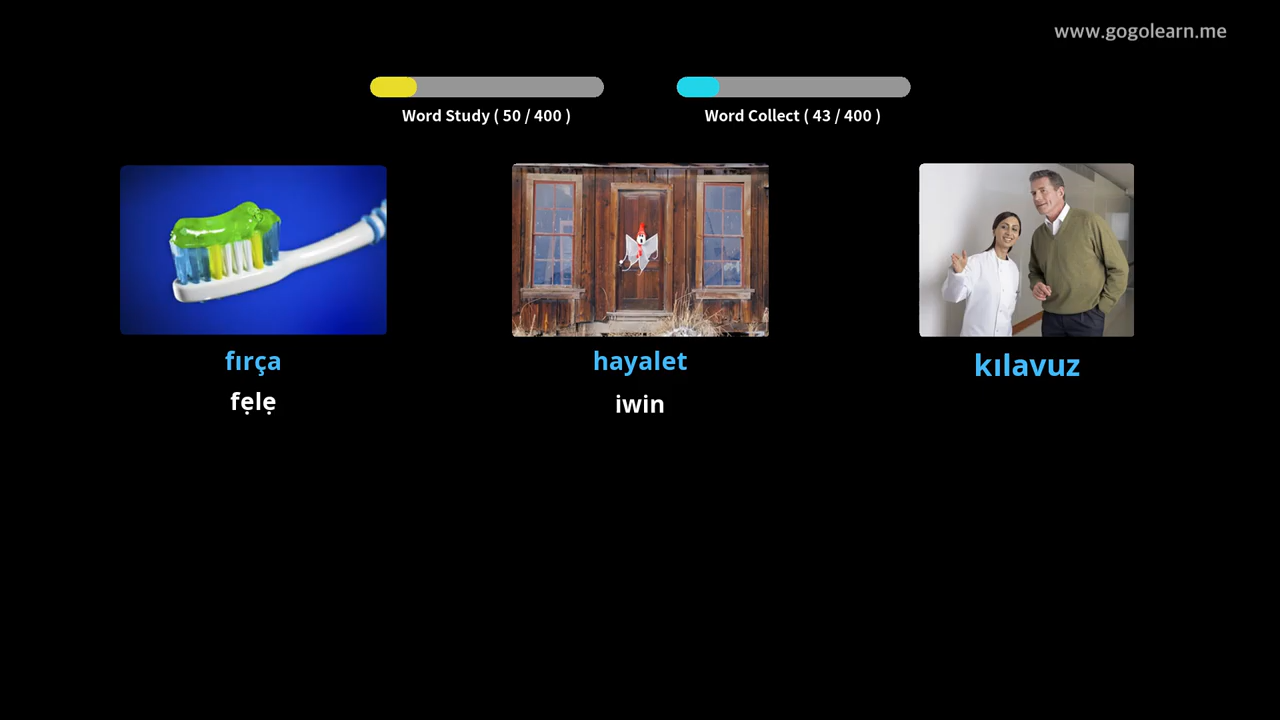 www.gogolearn.me
Word Study ( 50 / 400 )
Word Collect ( 43 / 400 )
fırça
hayalet
kılavuz
fẹlẹ
iwin